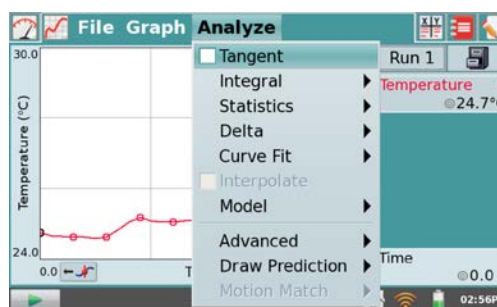 File Graph Analyze
30.0
Temperature (°C)
24.0
0.0
T
Tangent
Integral
Statistics
Delta
Curve Fit
Interpolate
Model
Advanced
Draw Prediction
Motion Match
X Y
Run 1
Temperature
24.7°
Time
0.0
02:56